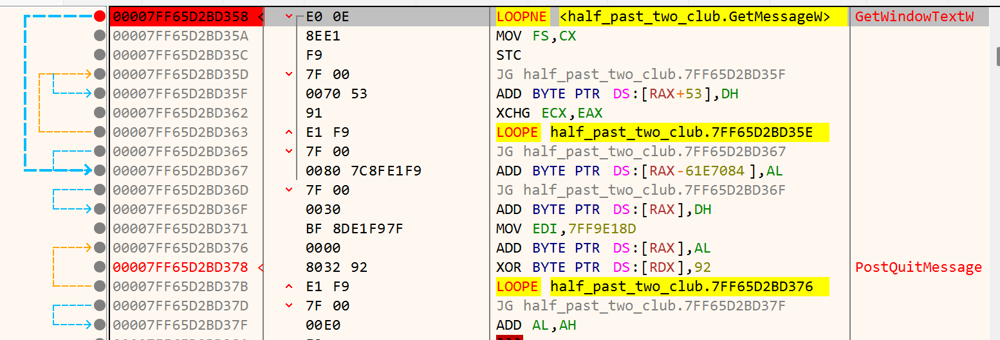 00007FF65D2BD358 < E0 0E LOOPNE <half_past_two_club.GetMessageW> GetWindowTextW
00007FF65D2BD35A 8EE1 MOV FS,CX
00007FF65D2BD35C F9 STC
00007FF65D2BD35D 7F 00 JG half_past_two_club.7FF65D2BD35F
00007FF65D2BD35F 0070 53 ADD BYTE PTR DS:[RAX+53],DH
00007FF65D2BD362 91 XCHG ECX,EAX
00007FF65D2BD363 E1 F9 LOOPE half_past_two_club.7FF65D2BD35E
00007FF65D2BD365 7F 00 JG half_past_two_club.7FF65D2BD367
00007FF65D2BD367 0080 7C8FE1F9 ADD BYTE PTR DS:[RAX-61E7084],AL
00007FF65D2BD36D 7F 00 JG half_past_two_club.7FF65D2BD36F
00007FF65D2BD36F 0030 ADD BYTE PTR DS:[RAX],DH
00007FF65D2BD371 BF 8DE1F97F MOV EDI,7FF9E18D
00007FF65D2BD376 0000 ADD BYTE PTR DS:[RAX],AL
00007FF65D2BD378 < 8032 92 XOR BYTE PTR DS:[RDX],92 PostQuitMessage
00007FF65D2BD37B E1 F9 LOOPE half_past_two_club.7FF65D2BD376
00007FF65D2BD37D 7F 00 JG half_past_two_club.7FF65D2BD37F
00007FF65D2BD37F 00E0 ADD AL,AH